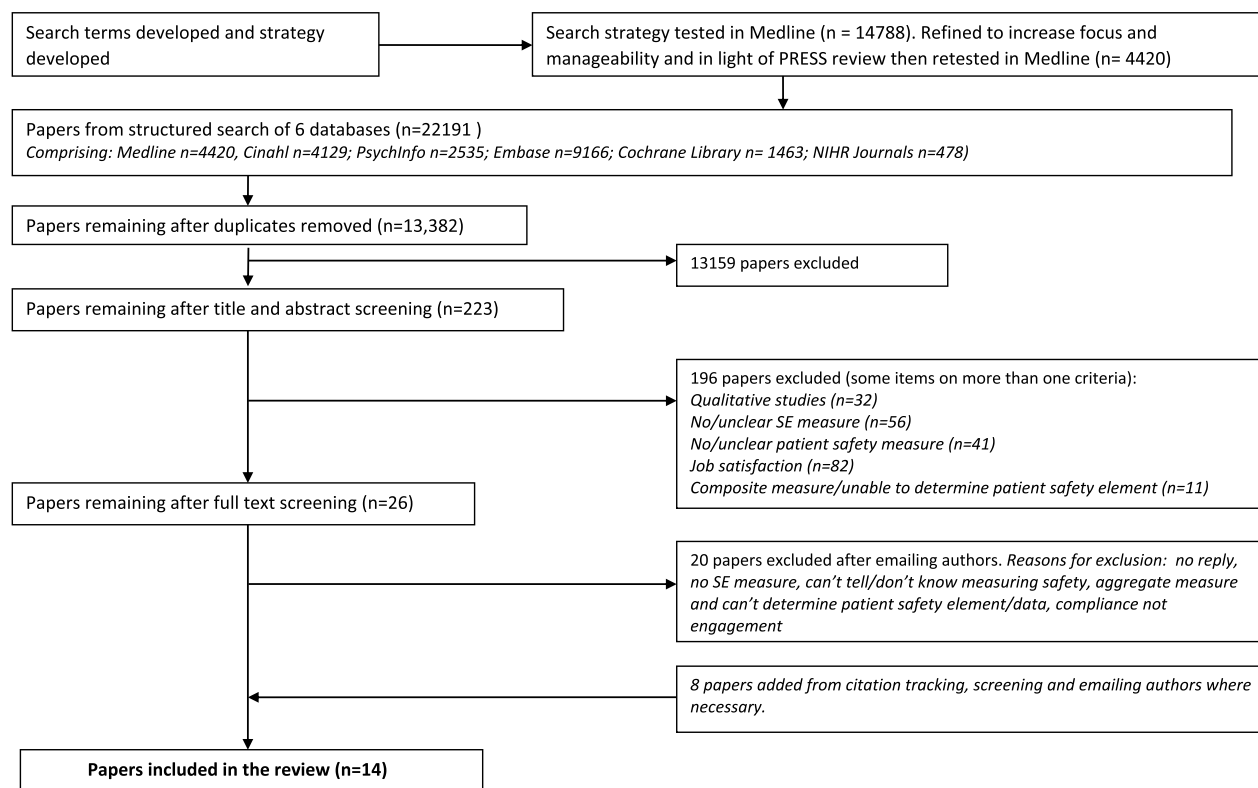 Search terms developed and strategy
developed
Search strategy tested in Medline (n = 14788). Refined to increase focus and
manageability and in light of PRESS review then retested in Medline (n= 4420)
Papers from structured search of 6 databases (n=22191 )
Comprising: Medline n=4420, Cinahl n=4129; PsychInfo n=2535; Embase n=9166; Cochrane Library n= 1463; NIHR Journals n=478)
Papers remaining after duplicates removed (n=13,382)
13159 papers excluded
Papers remaining after title and abstract screening (n=223)
196 papers excluded (some items on more than one criteria):
Qualitative studies (n=32)
No/unclear SE measure (n=56)
No/unclear patient safety measure (n=41)
Job satisfaction (n=82)
Composite measure/unable to determine patient safety element (n=11)
Papers remaining after full text screening (n=26)
20 papers excluded after emailing authors. Reasons for exclusion:  no reply,
no SE measure, can't tell/don't know measuring safety, aggregate measure
and can't determine patient safety element/data, compliance not
engagement
8 papers added from citation tracking, screening and emailing authors where
necessary.
Papers included in the review (n=14)